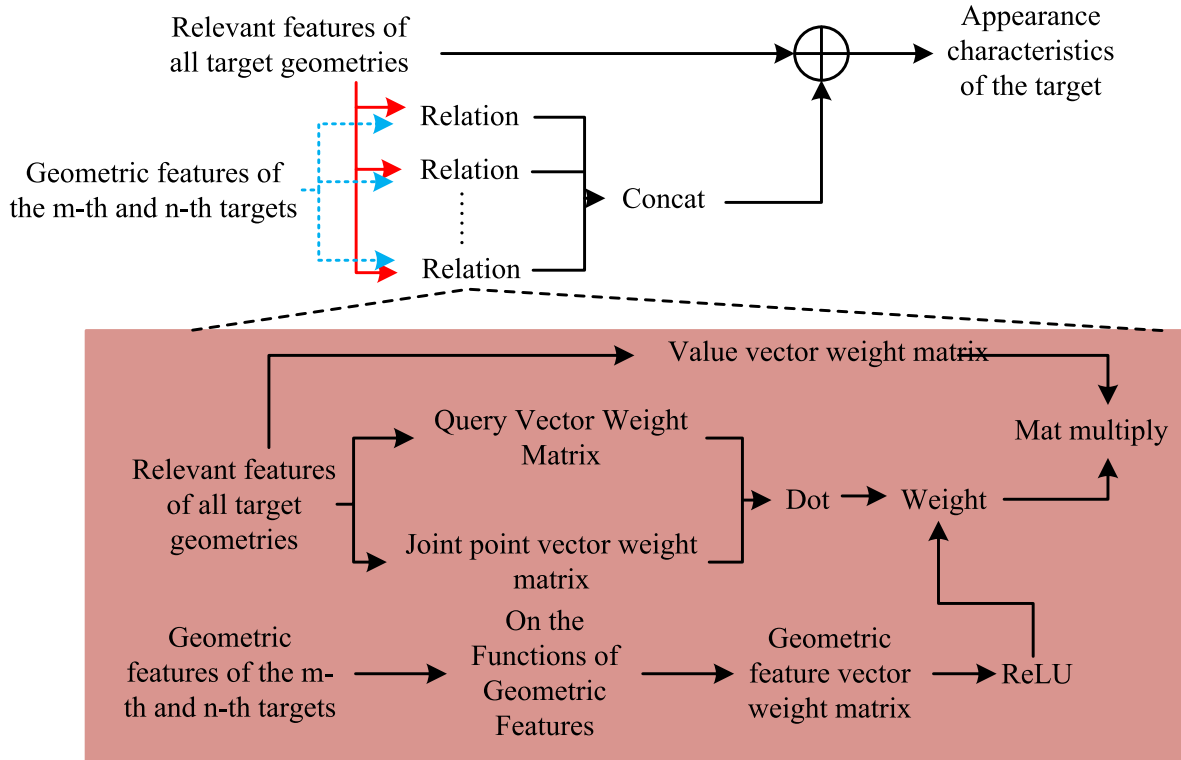 Relevant features of
all target geometries
Appearance
characteristics
of the target
Relation
Geometric features of
the m-th and n-th targets
Relation
Concat
Relation
Value vector weight matrix
Query Vector Weight
Matrix
Mat multiply
Relevant features
of all target
geometries
Dot
Weight
Joint point vector weight
matrix
Geometric
features of the m-
th and n-th targets
On the
Functions of
Geometric
Features
Geometric
feature vector
weight matrix
ReLU